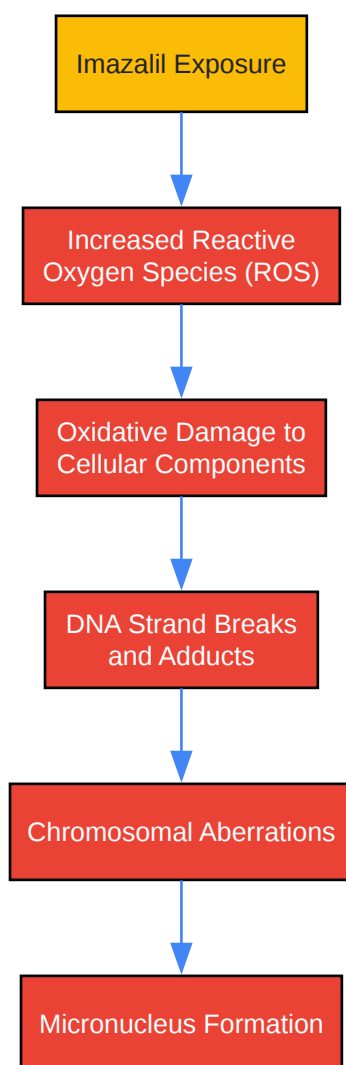 Imazalil Exposure
Increased Reactive
Oxygen Species (ROS)
Oxidative Damage to
Cellular Components
DNA Strand Breaks
and Adducts
Chromosomal Aberrations
Micronucleus Formation